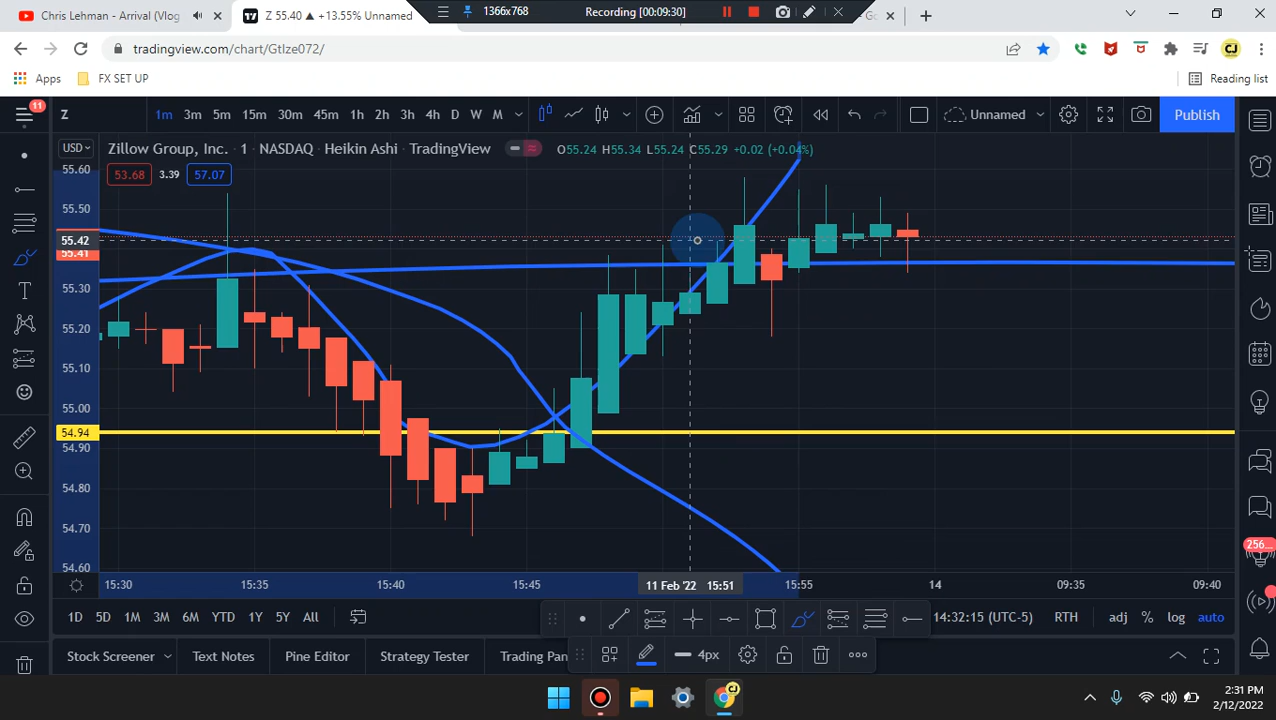 Chris Lehman - Arrival (Vlog
Z 55.40 ▲ +13.55% Unnamed
1366x768
Recording [00:09:30]
tradingview.com/chart/GtIze072/
Apps
FX SET UP
Reading list
11
Z
1m 3m 5m 15m 30m 45m 1h 2h 3h 4h D W M
Unnamed
Publish
USD
Zillow Group, Inc. · 1 · NASDAQ · Heikin Ashi · TradingView
O55.24 H55.34 L55.24 C55.29 +0.02 (+0.04%)
53.68 3.39 57.07
55.60
55.50
55.42
55.41
55.30
55.20
55.10
55.00
54.94
54.90
54.80
54.70
54.60
256...
15:30 15:35 15:40 15:45 11 Feb '22 15:51 15:55 14 09:35 09:40
1D 5D 1M 3M 6M YTD 1Y 5Y All
14:32:15 (UTC-5) RTH adj % log auto
Stock Screener Text Notes Pine Editor Strategy Tester Trading Pan
4px
CJ
2:31 PM
2/12/2022